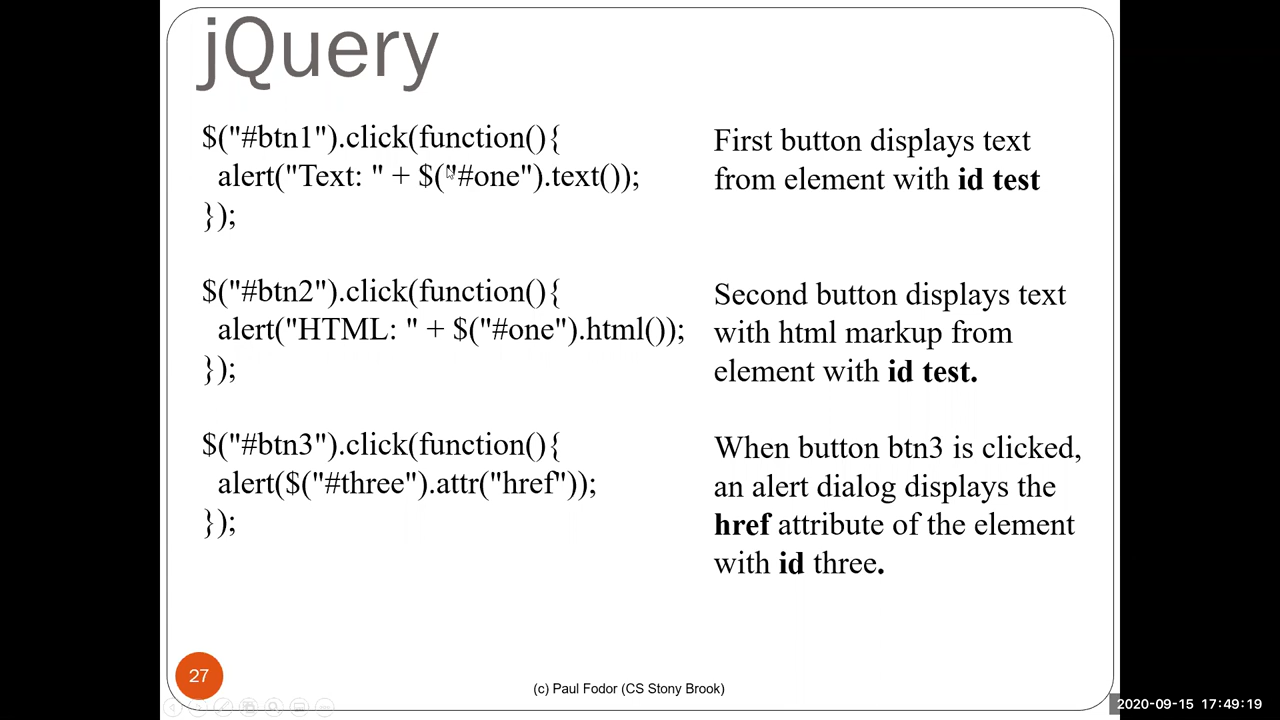 jQuery
$("#btn1").click(function(){
alert("Text: " + $("#one").text());
});
First button displays text
from element with id test
$("#btn2").click(function(){
alert("HTML: " + $("#one").html());
});
Second button displays text
with html markup from
element with id test.
$("#btn3").click(function(){
alert($("#three").attr("href"));
});
When button btn3 is clicked,
an alert dialog displays the
href attribute of the element
with id three.
27
(c) Paul Fodor (CS Stony Brook)
2020-09-15 17:49:19